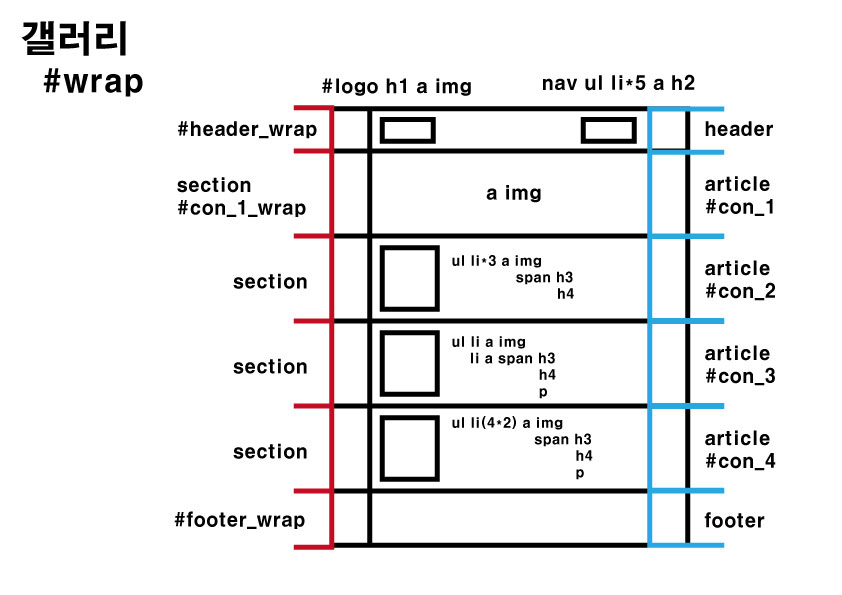 갤러리
#wrap
#logo h1 a img
nav ul li*5 a h2
#header_wrap
header
section
#con_1_wrap
a img
article
#con_1
section
ul li*3 a img
span h3
h4
article
#con_2
section
ul li a img
li a span h3
h4
p
article
#con_3
section
ul li(4*2) a img
span h3
h4
p
article
#con_4
#footer_wrap
footer